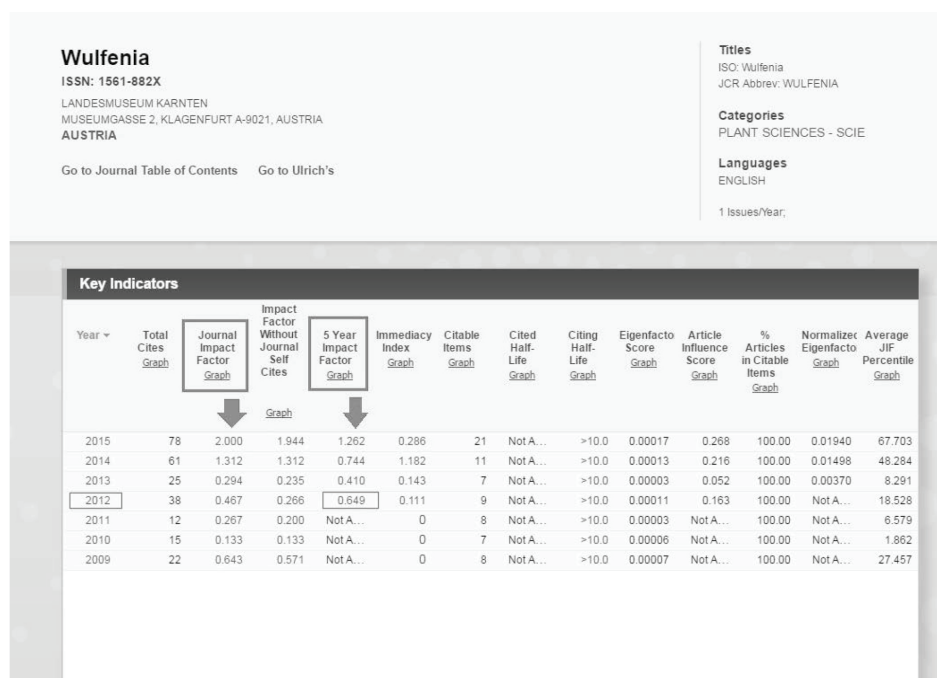 Wulfenia
ISSN: 1561-882X
LANDESMUSEUM KARNTEN
MUSEUMGASSE 2, KLAGENFURT A-9021, AUSTRIA
AUSTRIA
Go to Journal Table of Contents Go to Ulrich's
Titles
ISO: Wulfenia
JCR Abbrev: WULFENIA
Categories
PLANT SCIENCES - SCIE
Languages
ENGLISH
1 Issues/Year;
Key Indicators
Year
Total
Cites
Graph
Journal
Impact
Factor
Graph
Impact
Factor
Without
Journal
Self
Cites
Graph
5 Year
Impact
Factor
Graph
Immediacy
Index
Graph
Citable
Items
Graph
Cited
Half-
Life
Graph
Citing
Half-
Life
Graph
Eigenfacto
Score
Graph
Article
Influence
Score
Graph
%
Articles
in Citable
Items
Graph
Normalizec
Eigenfacto
Graph
Average
JIF
Percentile
Graph
2015 78 2.000 1.944 1.262 0.286 21 Not A... >10.0 0.00017 0.268 100.00 0.01940 67.703
2014 61 1.312 1.312 0.744 1.182 11 Not A... >10.0 0.00013 0.216 100.00 0.01498 48.284
2013 25 0.294 0.235 0.410 0.143 7 Not A... >10.0 0.00003 0.052 100.00 0.00370 8.291
2012 38 0.467 0.266 0.649 0.111 9 Not A... >10.0 0.00011 0.163 100.00 Not A... 18.528
2011 12 0.267 0.200 Not A... 0 8 Not A... >10.0 0.00003 Not A... 100.00 Not A... 6.579
2010 15 0.133 0.133 Not A... 0 7 Not A... >10.0 0.00006 Not A... 100.00 Not A... 1.862
2009 22 0.643 0.571 Not A... 0 8 Not A... >10.0 0.00007 Not A... 100.00 Not A... 27.457